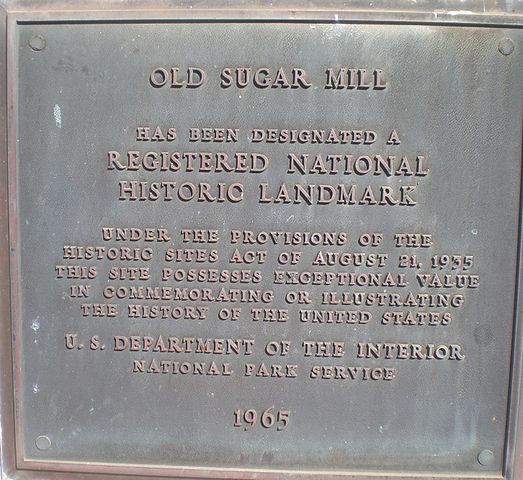 OLD SUGAR MILL
HAS BEEN DESIGNATED A
REGISTERED NATIONAL
HISTORIC LANDMARK
UNDER THE PROVISIONS OF THE
HISTORIC SITES ACT OF AUGUST 21, 1935
THIS SITE POSSESSES EXCEPTIONAL VALUE
IN COMMEMORATING OR ILLUSTRATING
THE HISTORY OF THE UNITED STATES
U.S. DEPARTMENT OF THE INTERIOR
NATIONAL PARK SERVICE
1965